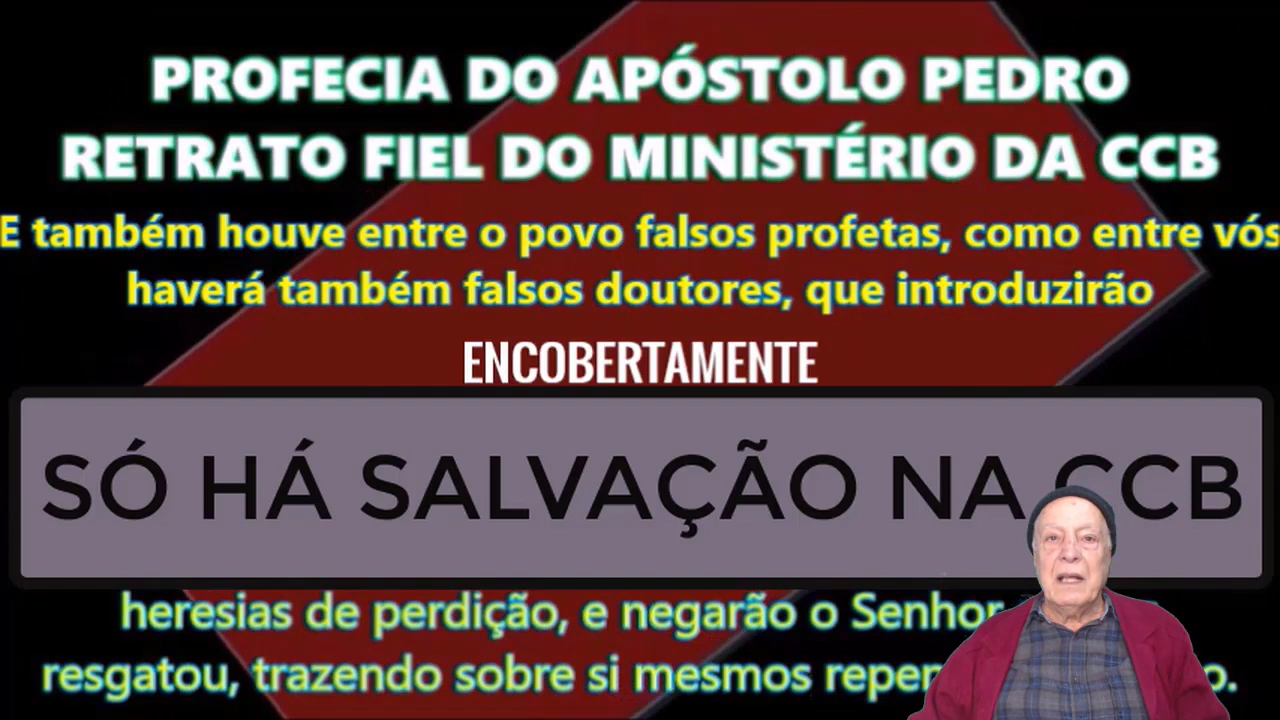 PROFECIA DO APÓSTOLO PEDRO
RETRATO FIEL DO MINISTÉRIO DA CCB
E também houve entre o povo falsos profetas, como entre vós
haverá também falsos doutores, que introduzirão
ENCOBERTAMENTE
SÓ HÁ SALVAÇÃO NA CCB
heresias de perdição, e negarão o Senhor
resgatou, trazendo sobre si mesmos